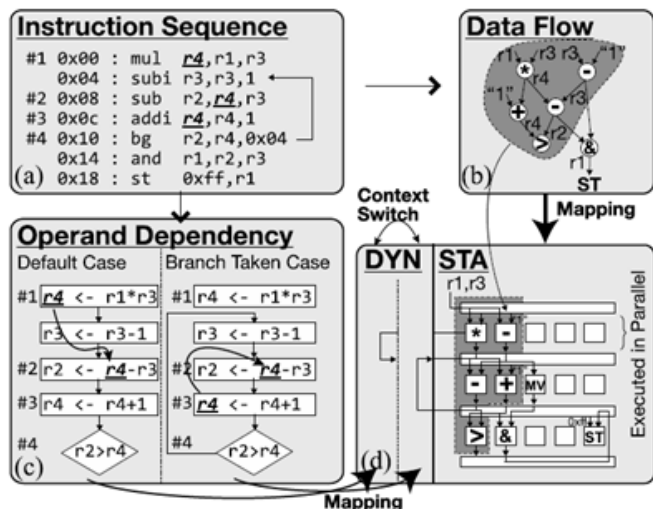 Instruction Sequence
#1 0x00 : mul r4,r1,r3
0x04 : subi r3,r3,1
#2 0x08 : sub r2,r4,r3
#3 0x0c : addi r4,r4,1
#4 0x10 : bg r2,r4,0x04
0x14 : and r1,r2,r3
(a) 0x18 : st 0xff,r1
Data Flow
r1 r3 r3 "1"
* -
r4
"1" - r3
+
r4 r2
> &
r1
(b) ST
Mapping
Context
Switch
Operand Dependency
Default Case Branch Taken Case
#1 r4 <- r1*r3 #1 r4 <- r1*r3
r3 <- r3-1 r3 <- r3-1
#2 r2 <- r4-r3 #2 r2 <- r4-r3
#3 r4 <- r4+1 #3 r4 <- r4+1
#4 r2>r4 #4 r2>r4
(c)
DYN STA
r1,r3
* -
- + MV
0xff
> & ST
Executed in Parallel
(d)
Mapping